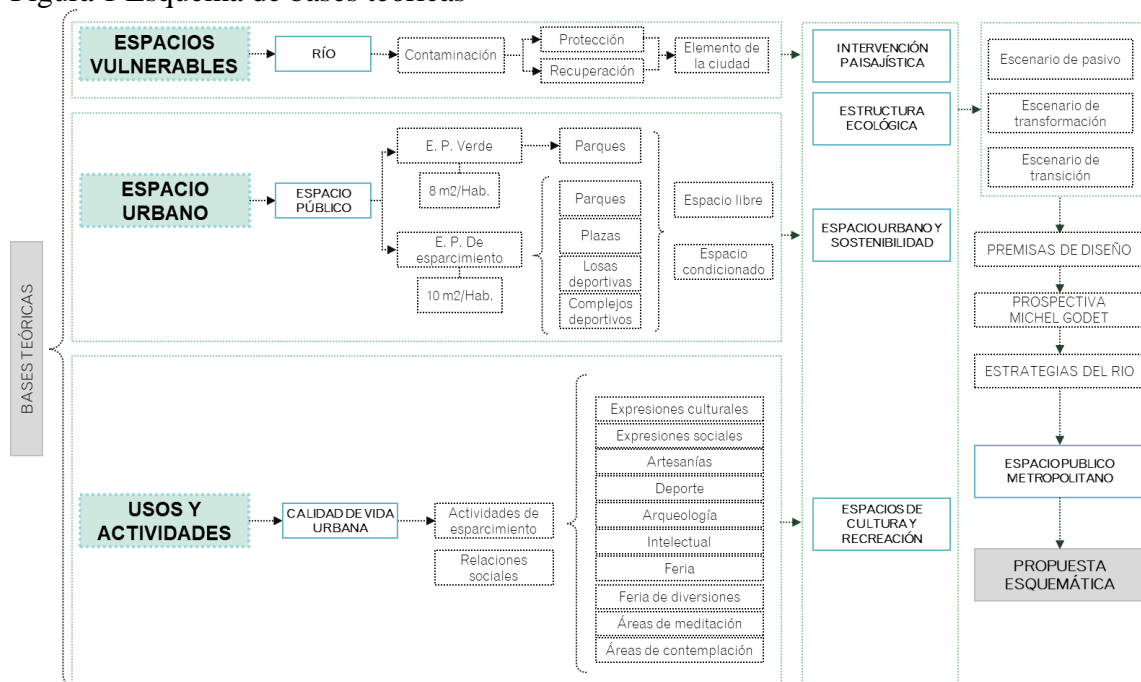 Figura 1 Esquema de bases teóricas
BASES TEÓRICAS
ESPACIOS
VULNERABLES
RÍO
Contaminación
Protección
Recuperación
Elemento de
la ciudad
ESPACIO
URBANO
ESPACIO
PÚBLICO
E. P. Verde
8 m2/Hab.
Parques
E. P. De
esparcimiento
10 m2/Hab.
Parques
Plazas
Losas
deportivas
Complejos
deportivos
Espacio libre
Espacio
condicionado
USOS Y
ACTIVIDADES
CALIDAD DE VIDA
URBANA
Actividades de
esparcimiento
Relaciones
sociales
Expresiones culturales
Expresiones sociales
Artesanías
Deporte
Arqueología
Intelectual
Feria
Feria de diversiones
Áreas de meditación
Áreas de contemplación
INTERVENCIÓN
PAISAJÍSTICA
ESTRUCTURA
ECOLÓGICA
ESPACIO URBANO Y
SOSTENIBILIDAD
ESPACIOS DE
CULTURA Y
RECREACIÓN
Escenario de pasivo
Escenario de
transformación
Escenario de
transición
PREMISAS DE DISEÑO
PROSPECTIVA
MICHEL GODET
ESTRATEGIAS DEL RIO
ESPACIO PUBLICO
METROPOLITANO
PROPUESTA
ESQUEMÁTICA